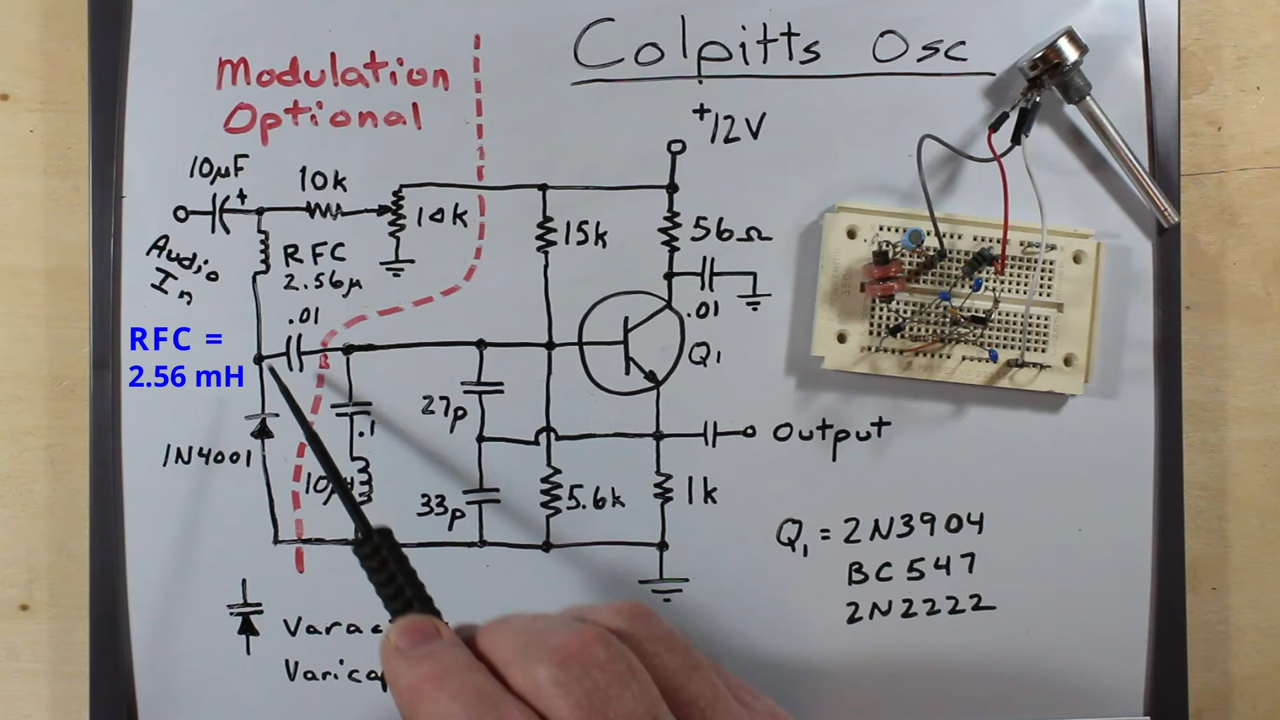 Colpitts Osc
Modulation
Optional
+12V
10µF
+
10k
10k
15k
56Ω
Audio
In
RFC
2.56µ
.01
.01
RFC =
2.56 mH
Q1
27p
.1
1N4001
Output
33p
5.6k
1k
Q1 = 2N3904
BC547
2N2222